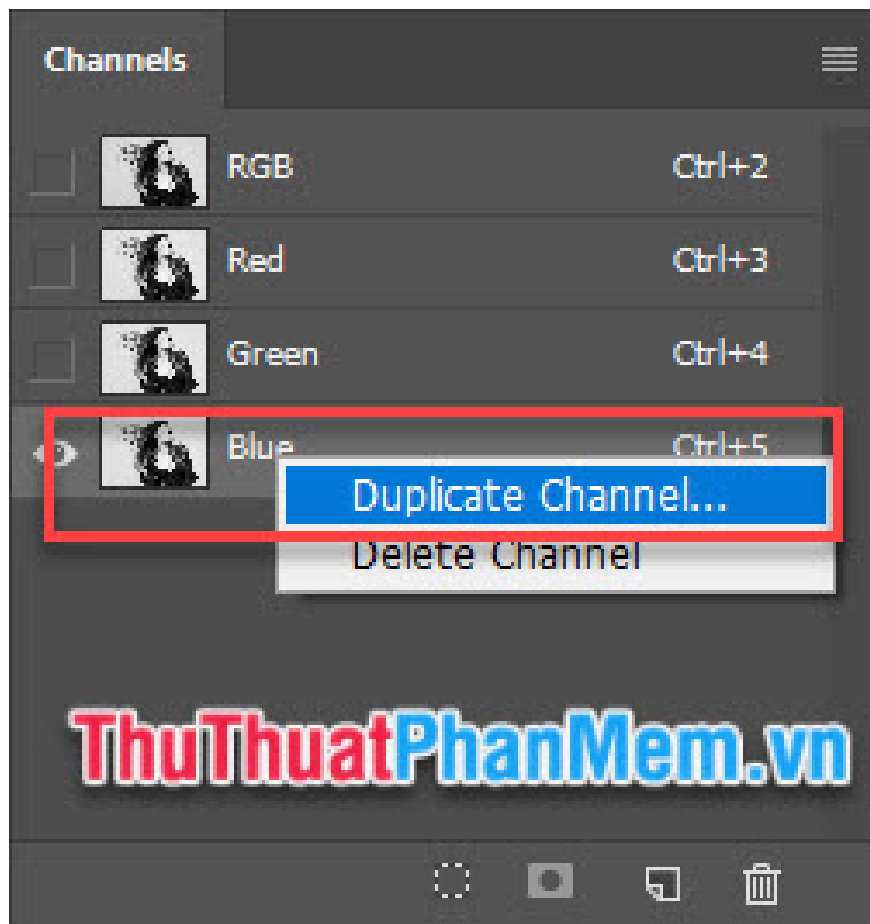 Channels
RGB Ctrl+2
Red Ctrl+3
Green Ctrl+4
Blue Ctrl+5
Duplicate Channel...
Delete Channel
ThuThuatPhanMem.vn